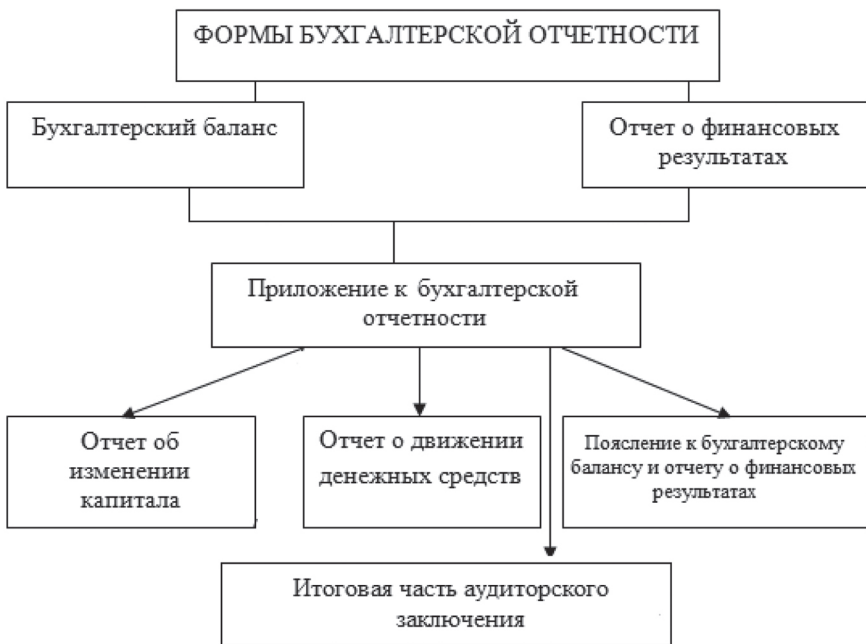 ФОРМЫ БУХГАЛТЕРСКОЙ ОТЧЕТНОСТИ
Бухгалтерский баланс
Отчет о финансовых
результатах
Приложение к бухгалтерской
отчетности
Отчет об
изменении
капитала
Отчет о движении
денежных средств
Поясление к бухгалтерскому
балансу и отчету о финансовых
результатах
Итоговая часть аудиторского
заключения